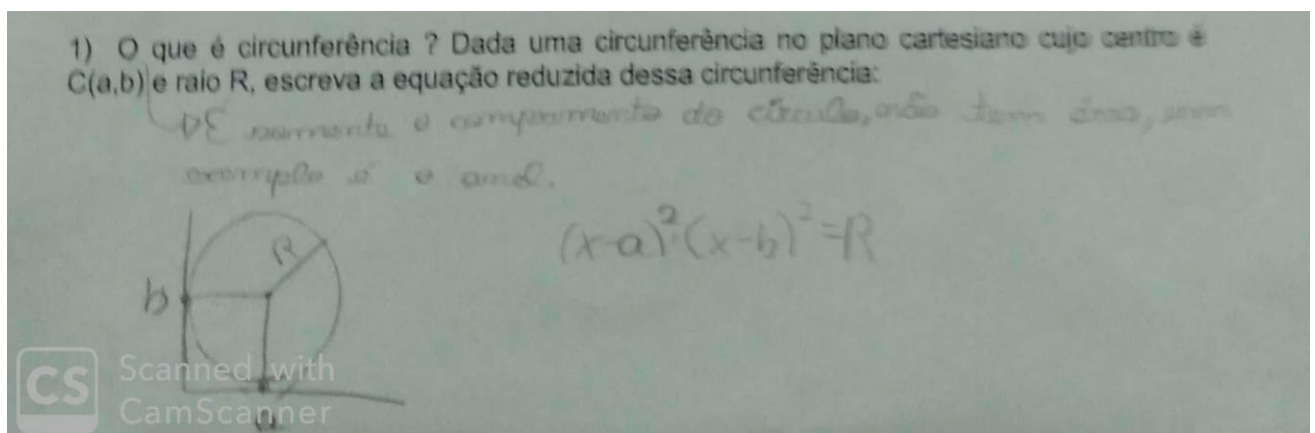 1) O que é circunferência ? Dada uma circunferência no plano cartesiano cujo centro é
C(a,b) e raio R, escreva a equação reduzida dessa circunferência:
É somente o comprimento do círculo, não tem área, um
exemplo é o anel.
(x-a)²(x-b)²=R
R
b
a
CS Scanned with
CamScanner